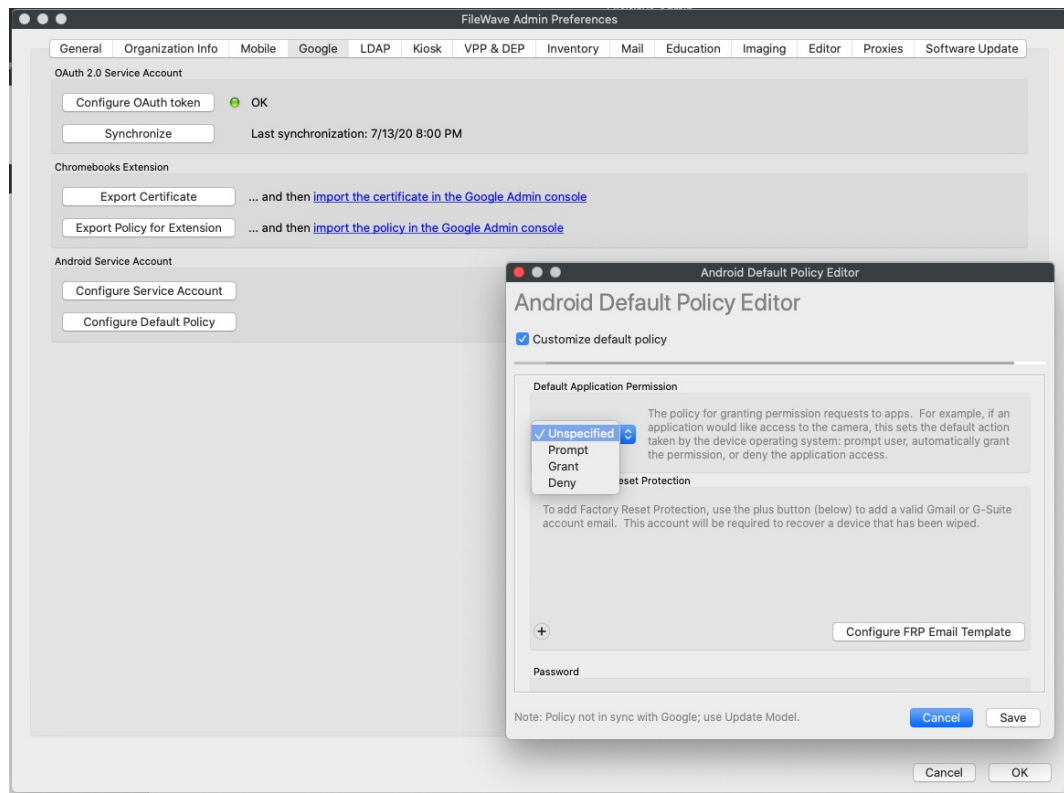 FileWave Admin Preferences
General Organization Info Mobile Google LDAP Kiosk VPP & DEP Inventory Mail Education Imaging Editor Proxies Software Update
OAuth 2.0 Service Account
Configure OAuth token OK
Synchronize Last synchronization: 7/13/20 8:00 PM
Chromebooks Extension
Export Certificate ... and then import the certificate in the Google Admin console
Export Policy for Extension ... and then import the policy in the Google Admin console
Android Service Account
Configure Service Account
Configure Default Policy
Android Default Policy Editor
Android Default Policy Editor
Customize default policy
Default Application Permission
✓ Unspecified
Prompt
Grant
Deny
The policy for granting permission requests to apps. For example, if an
application would like access to the camera, this sets the default action
taken by the device operating system: prompt user, automatically grant
the permission, or deny the application access.
eset Protection
To add Factory Reset Protection, use the plus button (below) to add a valid Gmail or G-Suite
account email. This account will be required to recover a device that has been wiped.
+ Configure FRP Email Template
Password
Note: Policy not in sync with Google; use Update Model.
Cancel Save
Cancel OK